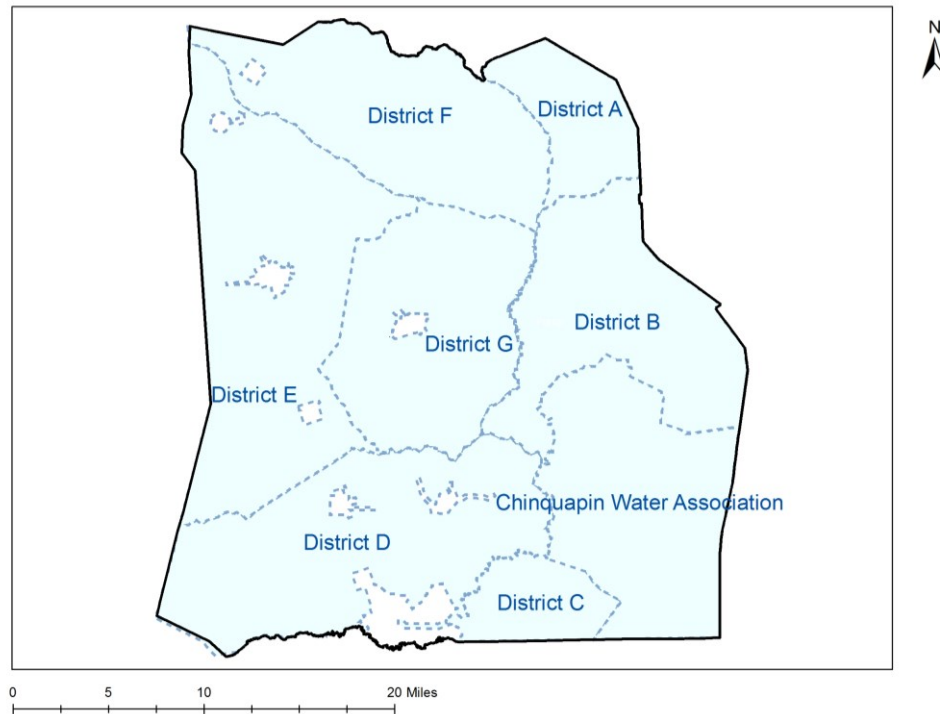 N
District F
District A
District B
District G
District E
Chinquapin Water Association
District D
District C
0 5 10 20 Miles